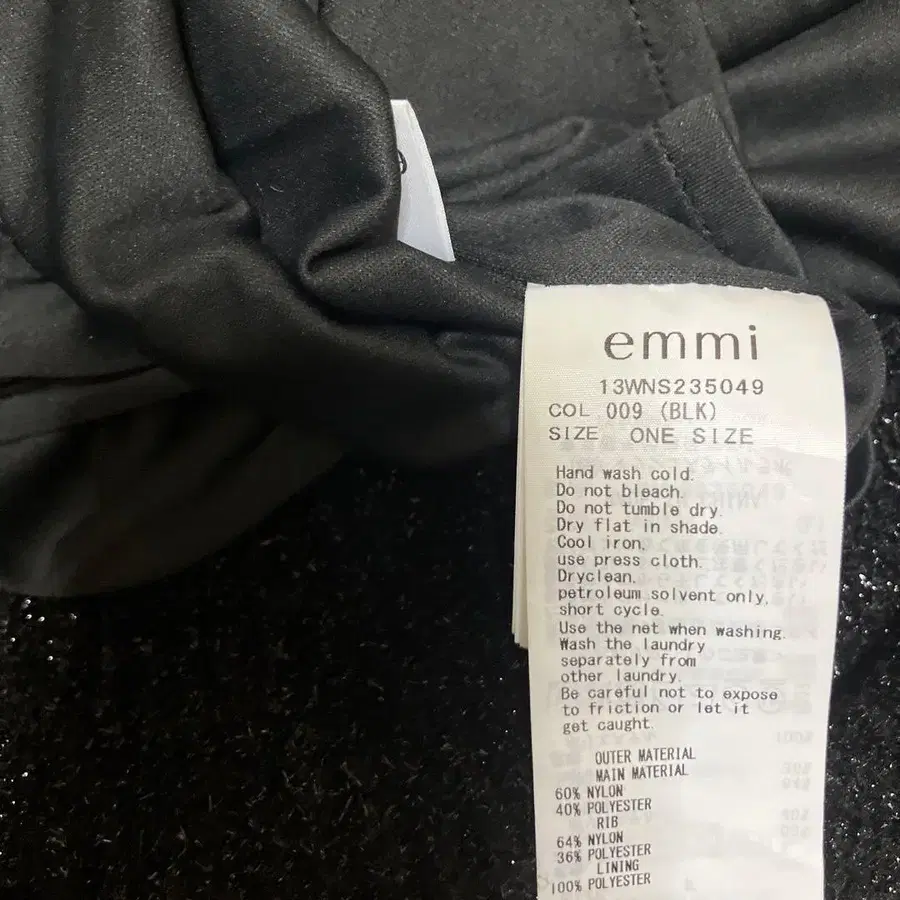 emmi
13WNS235049
COL 009 (BLK)
SIZE ONE SIZE
Hand wash cold.
Do not bleach.
Do not tumble dry.
Dry flat in shade.
Cool iron,
use press cloth.
Dryclean,
petroleum solvent only,
short cycle.
Use the net when washing.
Wash the laundry
separately from
other laundry.
Be careful not to expose
to friction or let it
get caught.
OUTER MATERIAL
MAIN MATERIAL
60% NYLON
40% POLYESTER
RIB
64% NYLON
36% POLYESTER
LINING
100% POLYESTER